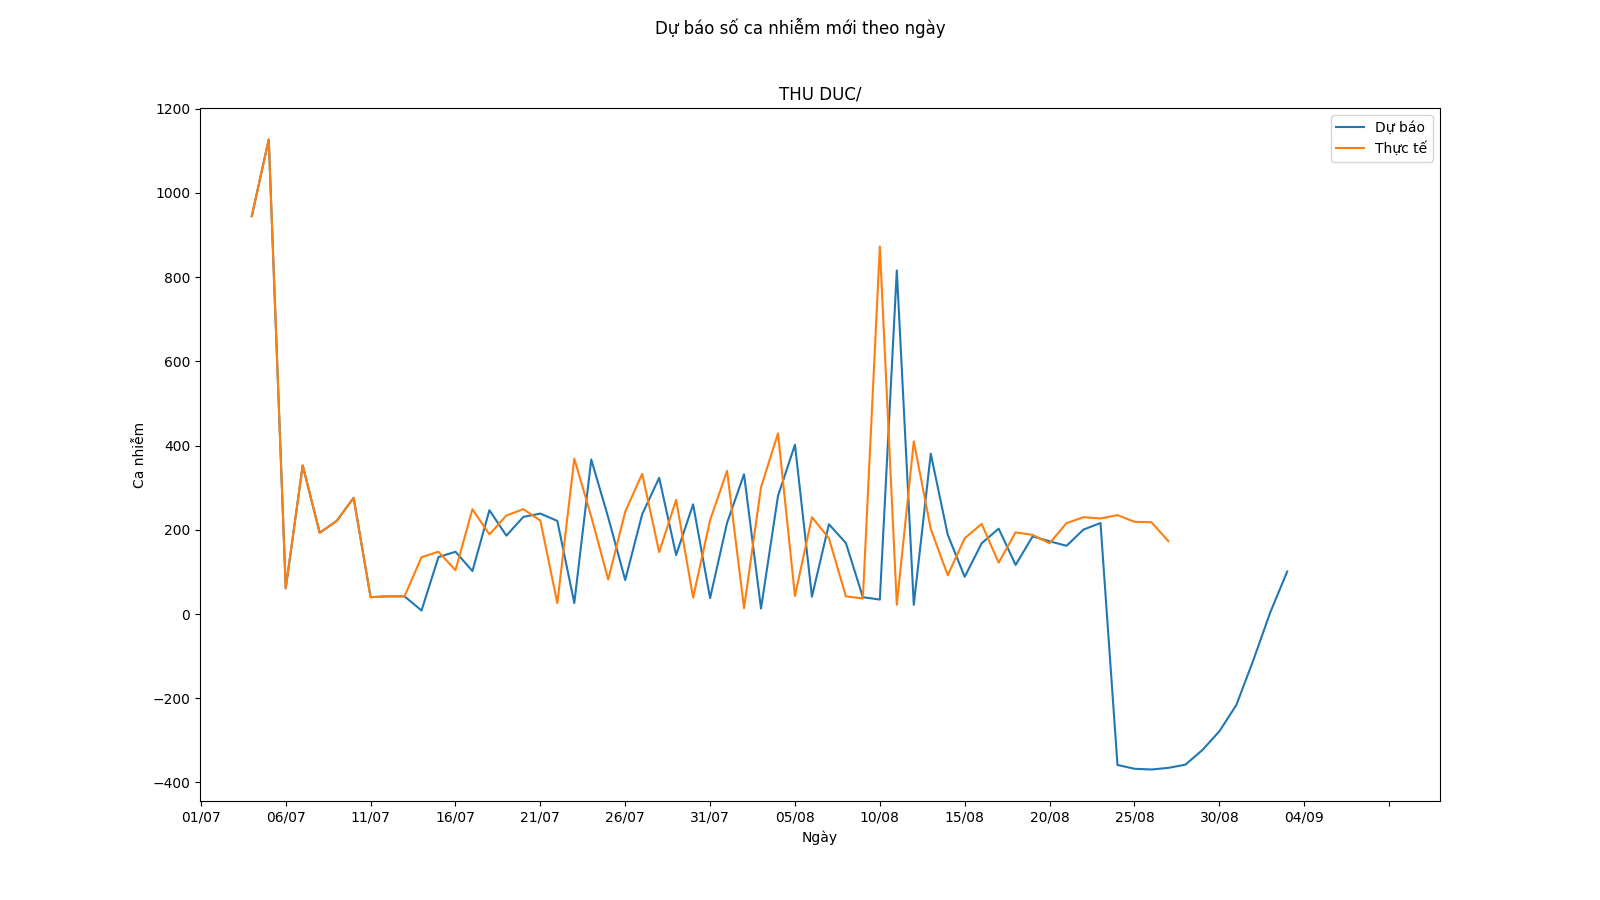 Dự báo số ca nhiễm mới theo ngày
THU DUC/
Dự báo
Thực tế
Ca nhiễm
1200
1000
800
600
400
200
0
−200
−400
01/07 06/07 11/07 16/07 21/07 26/07 31/07 05/08 10/08 15/08 20/08 25/08 30/08 04/09
Ngày